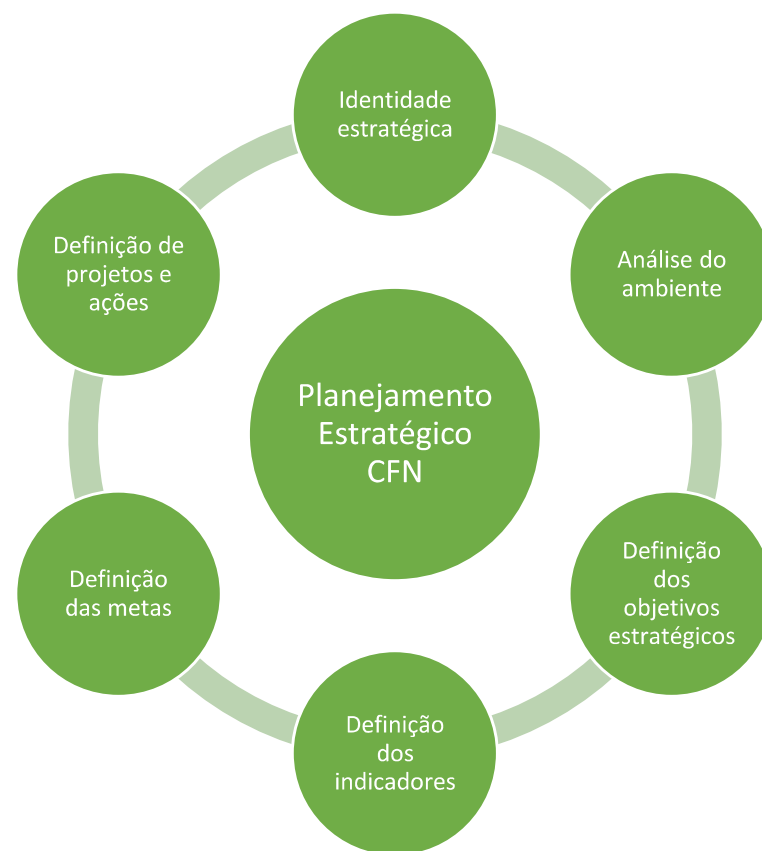 Identidade
estratégica
Análise do
ambiente
Definição
dos
objetivos
estratégicos
Definição
dos
indicadores
Definição
das metas
Definição de
projetos e
ações
Planejamento
Estratégico
CFN